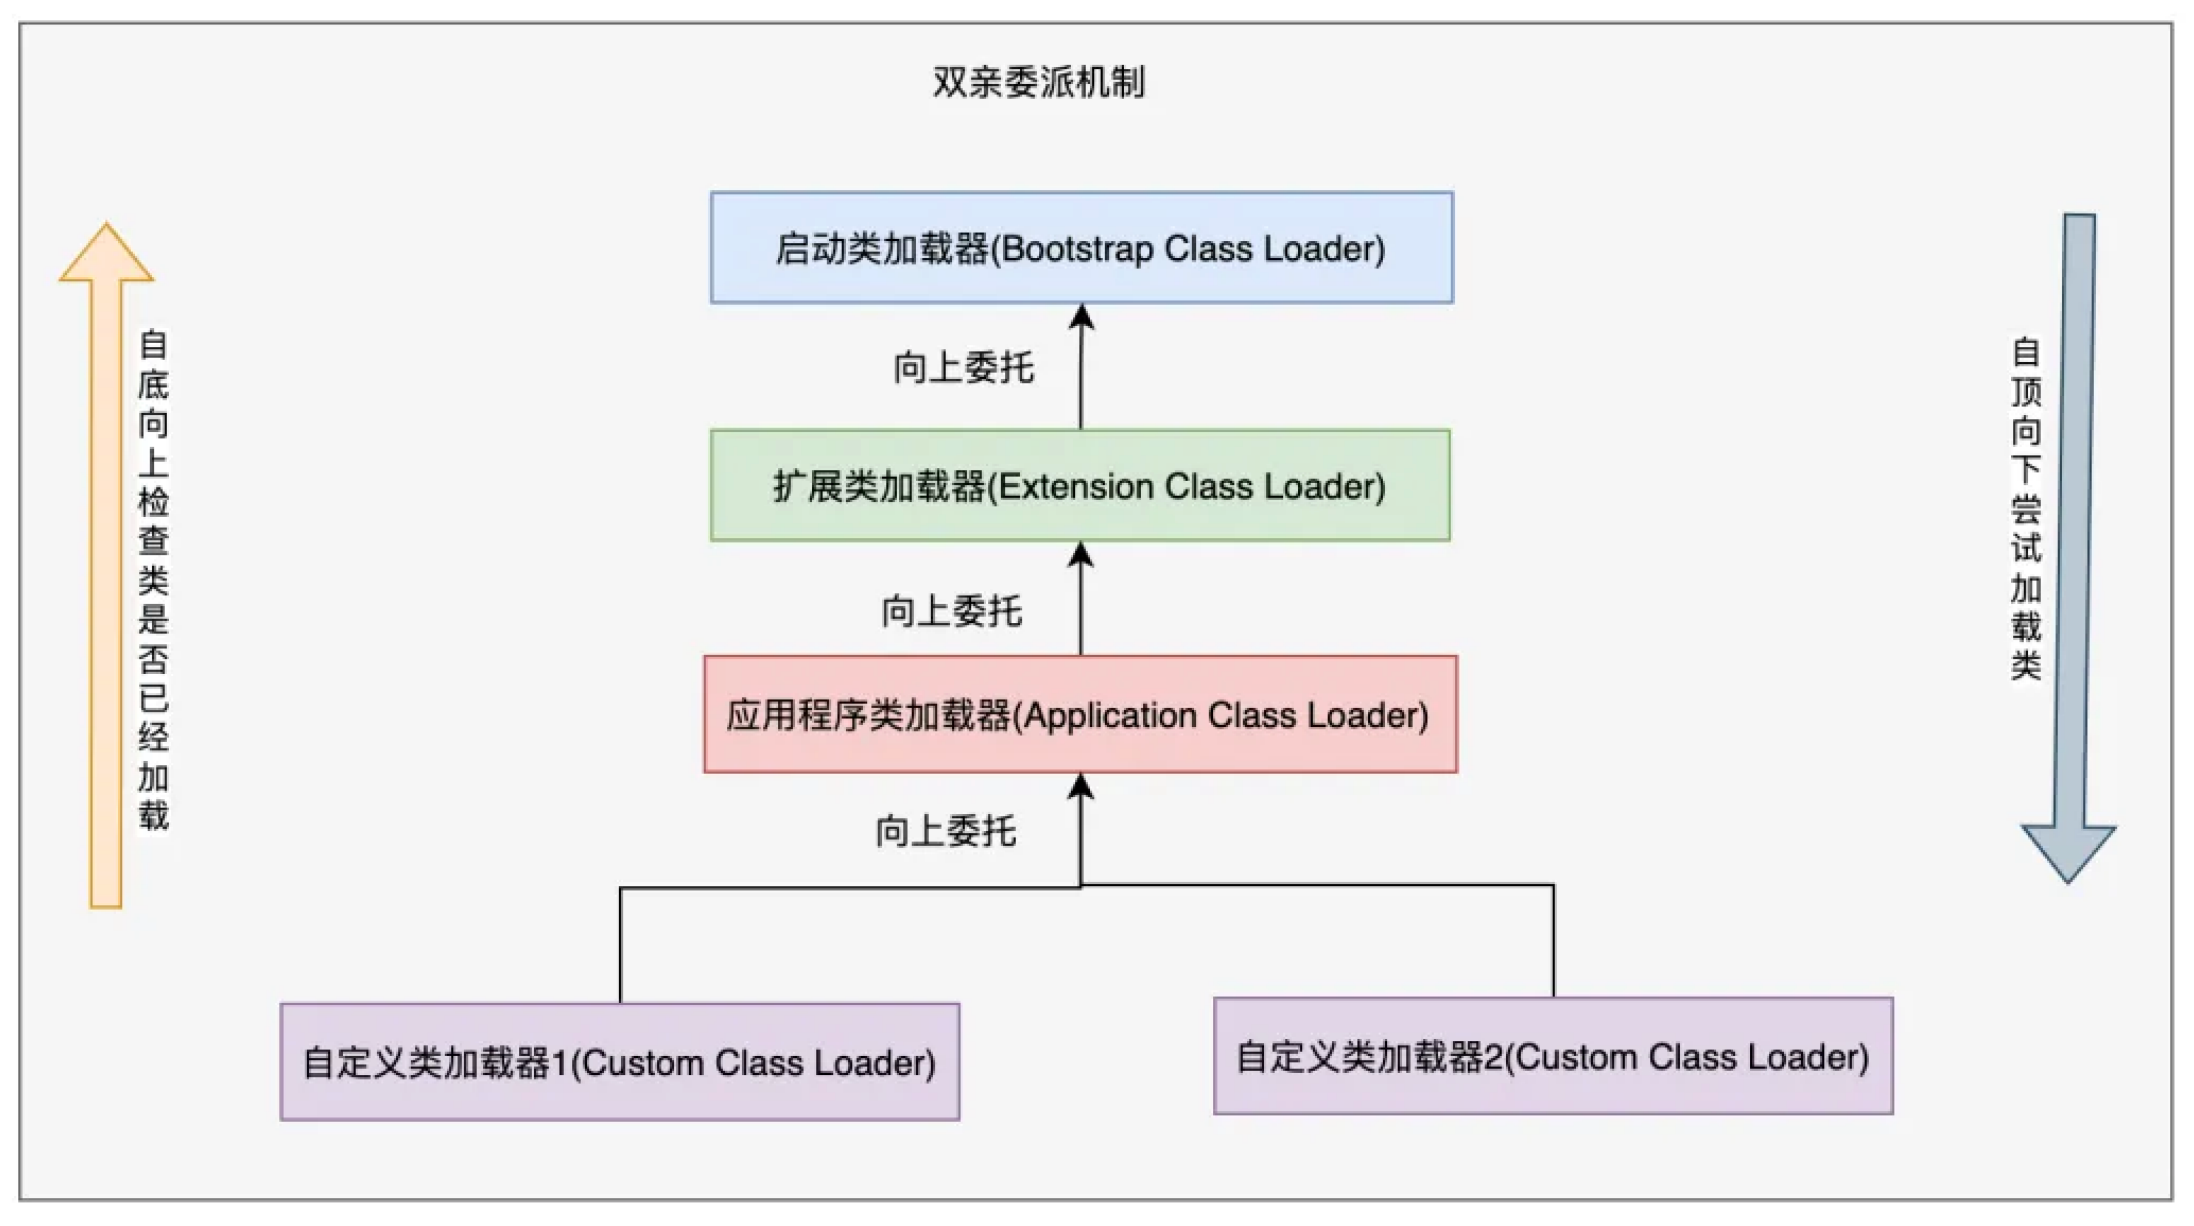 双亲委派机制
启动类加载器(Bootstrap Class Loader)
向上委托
扩展类加载器(Extension Class Loader)
向上委托
应用程序类加载器(Application Class Loader)
向上委托
自定义类加载器1(Custom Class Loader)
自定义类加载器2(Custom Class Loader)
自底向上检查类是否已经加载
自顶向下尝试加载类